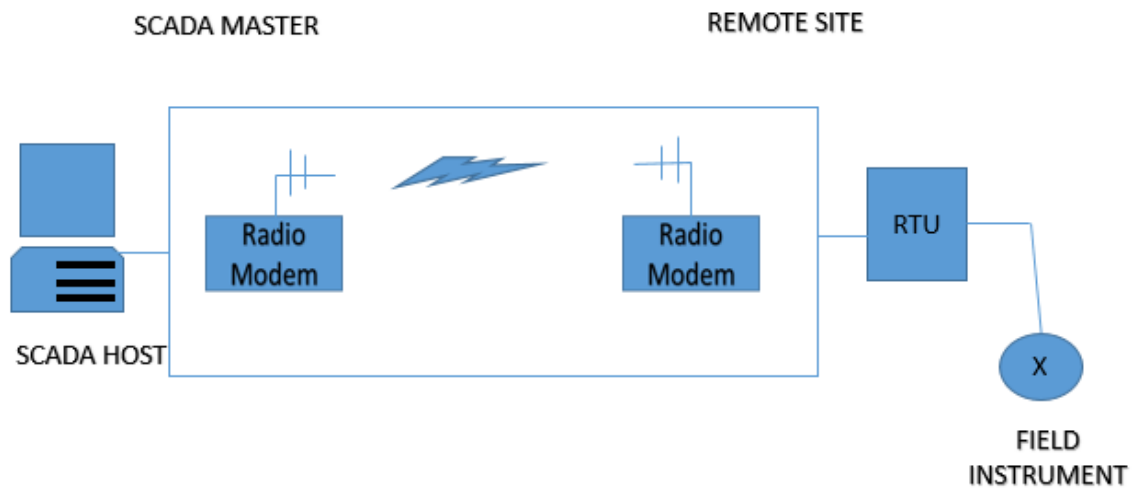 SCADA MASTER
REMOTE SITE
Radio
Modem
Radio
Modem
RTU
SCADA HOST
X
FIELD
INSTRUMENT